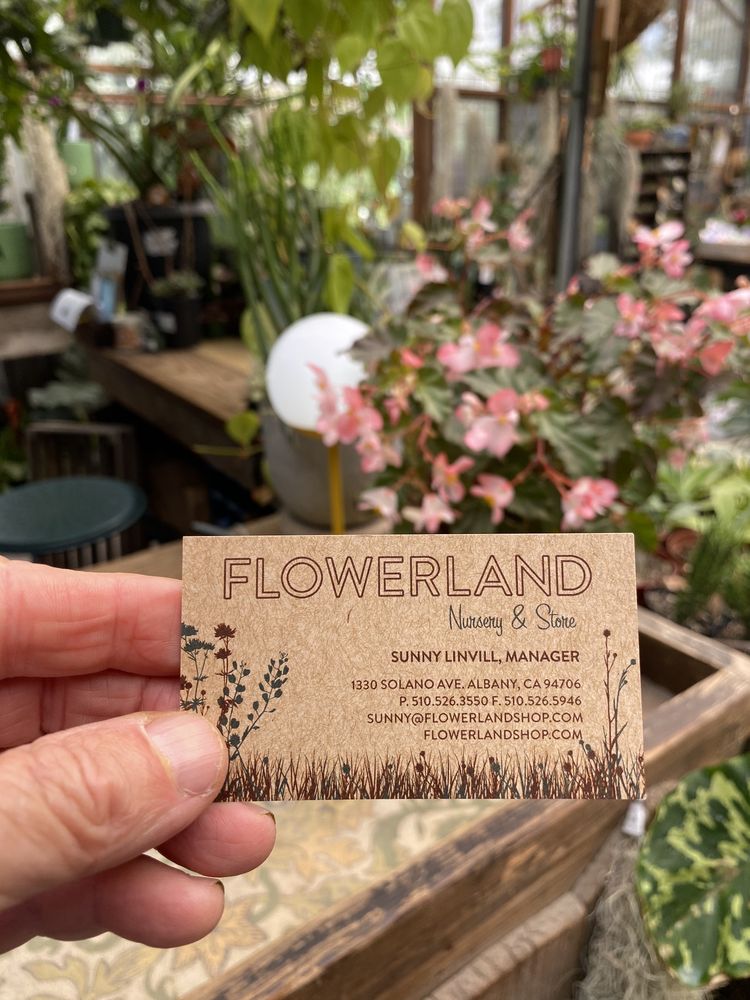 FLOWERLAND
Nursery & Store
SUNNY LINVILL, MANAGER
1330 SOLANO AVE. ALBANY, CA 94706
P. 510.526.3550 F. 510.526.5946
SUNNY@FLOWERLANDSHOP.COM
FLOWERLANDSHOP.COM